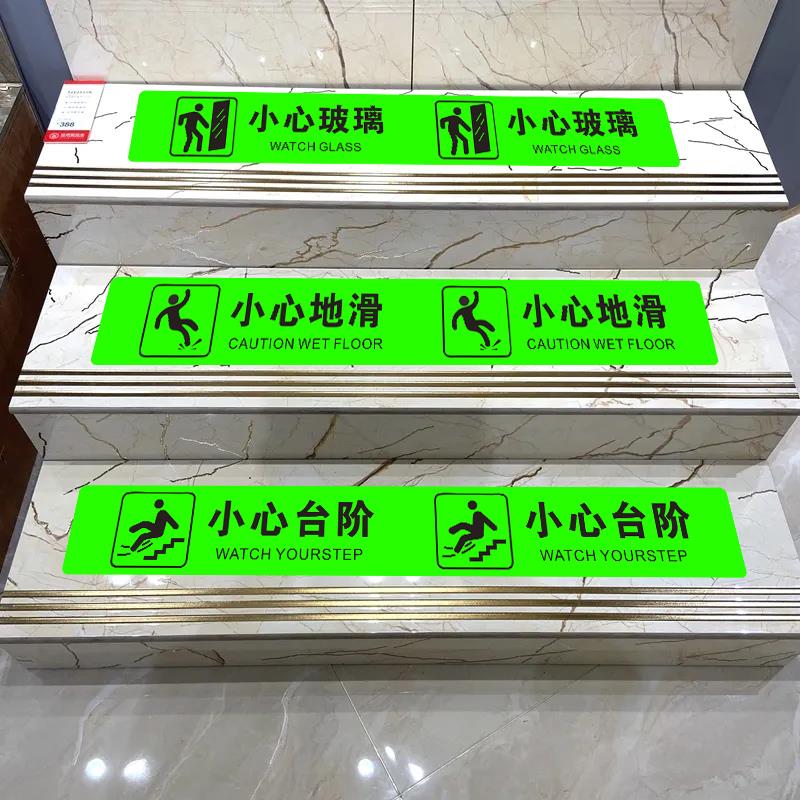 小心玻璃 小心玻璃
WATCH GLASS WATCH GLASS
388
小心地滑 小心地滑
CAUTION WET FLOOR CAUTION WET FLOOR
小心台阶 小心台阶
WATCH YOURSTEP WATCH YOURSTEP